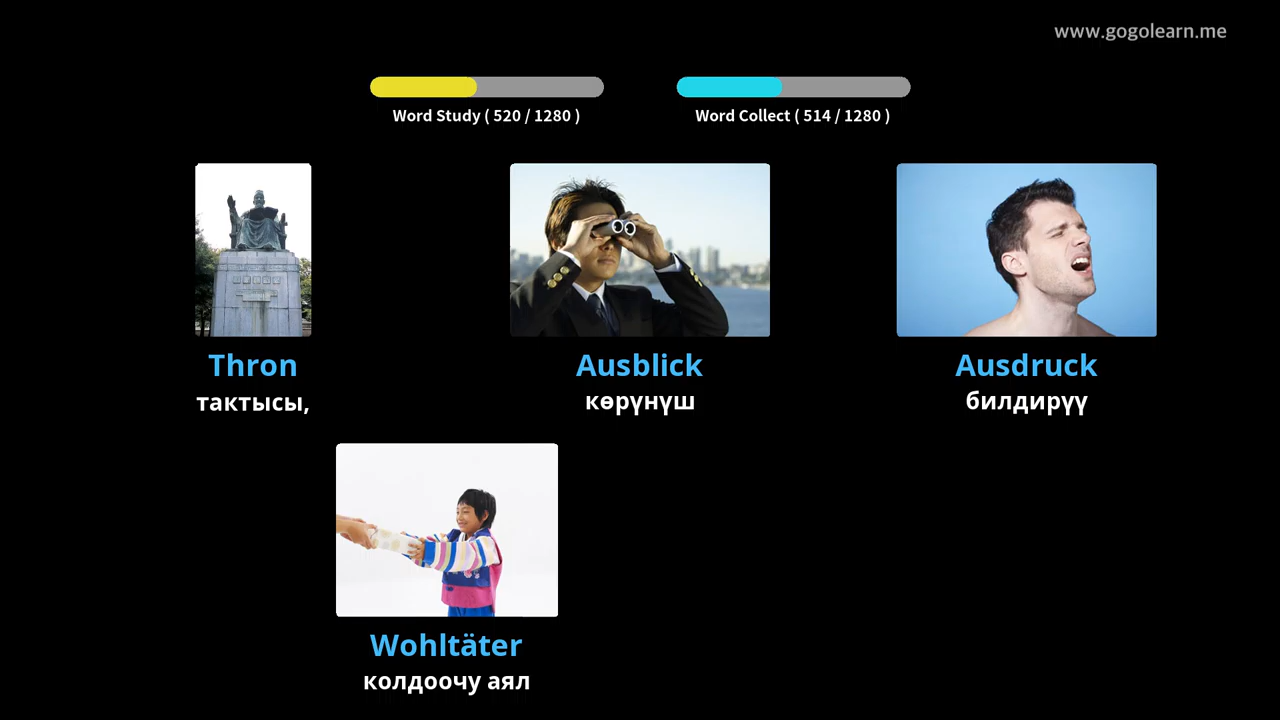 www.gogolearn.me
Word Study ( 520 / 1280 )
Word Collect ( 514 / 1280 )
Thron
тактысы,
Ausblick
көрүнүш
Ausdruck
билдирүү
Wohltäter
колдоочу аял